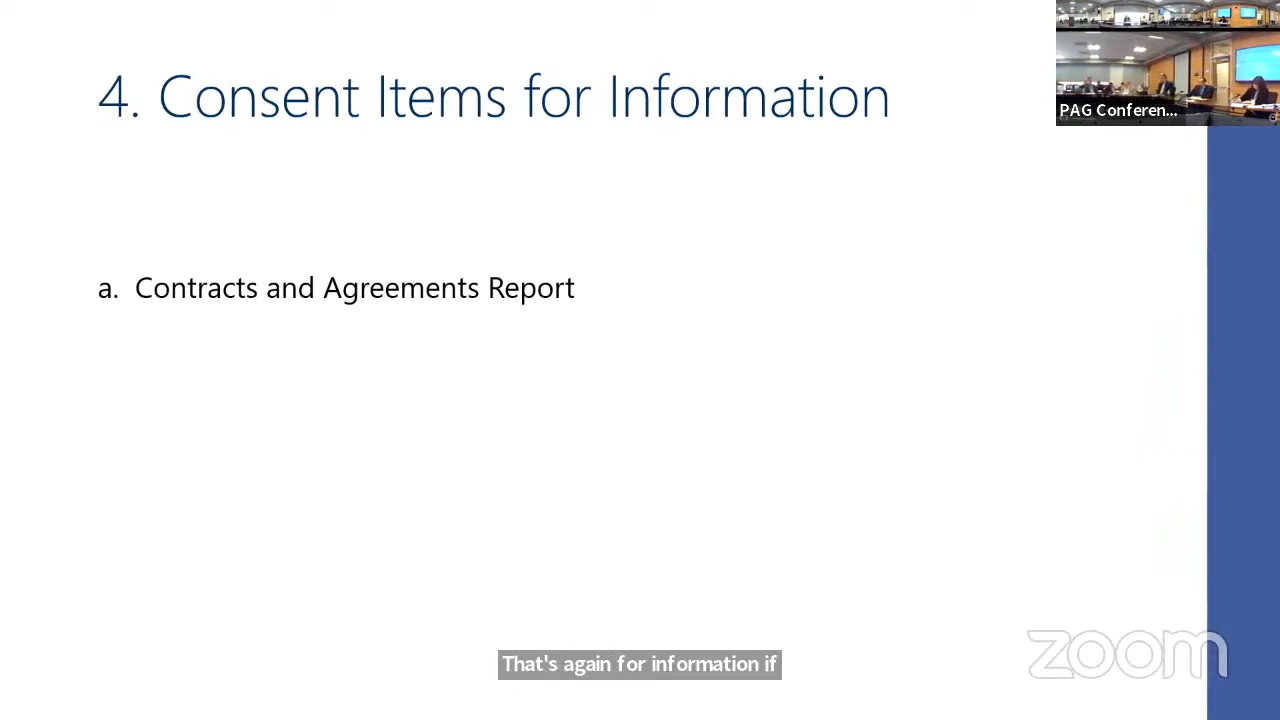 4. Consent Items for Information
PAG Conferen...
a. Contracts and Agreements Report
zoom
That's again for information if